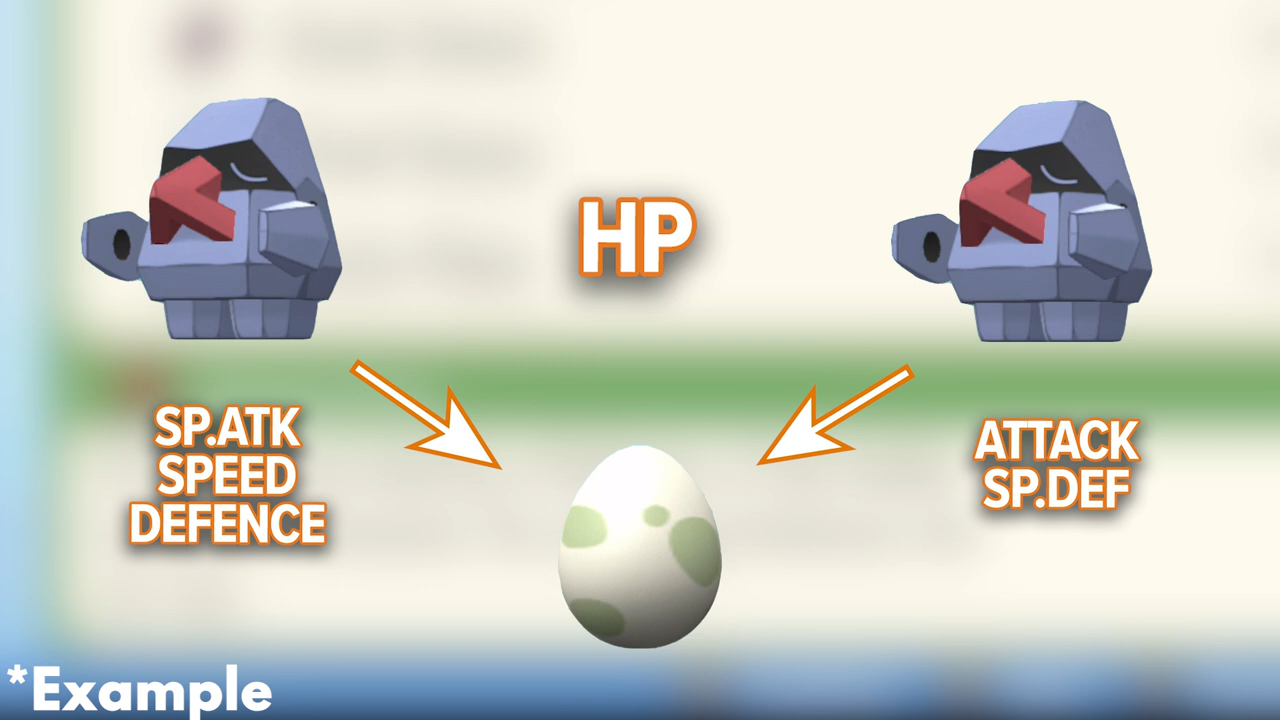 HP
SP.ATK
SPEED
DEFENCE
ATTACK
SP.DEF
*Example